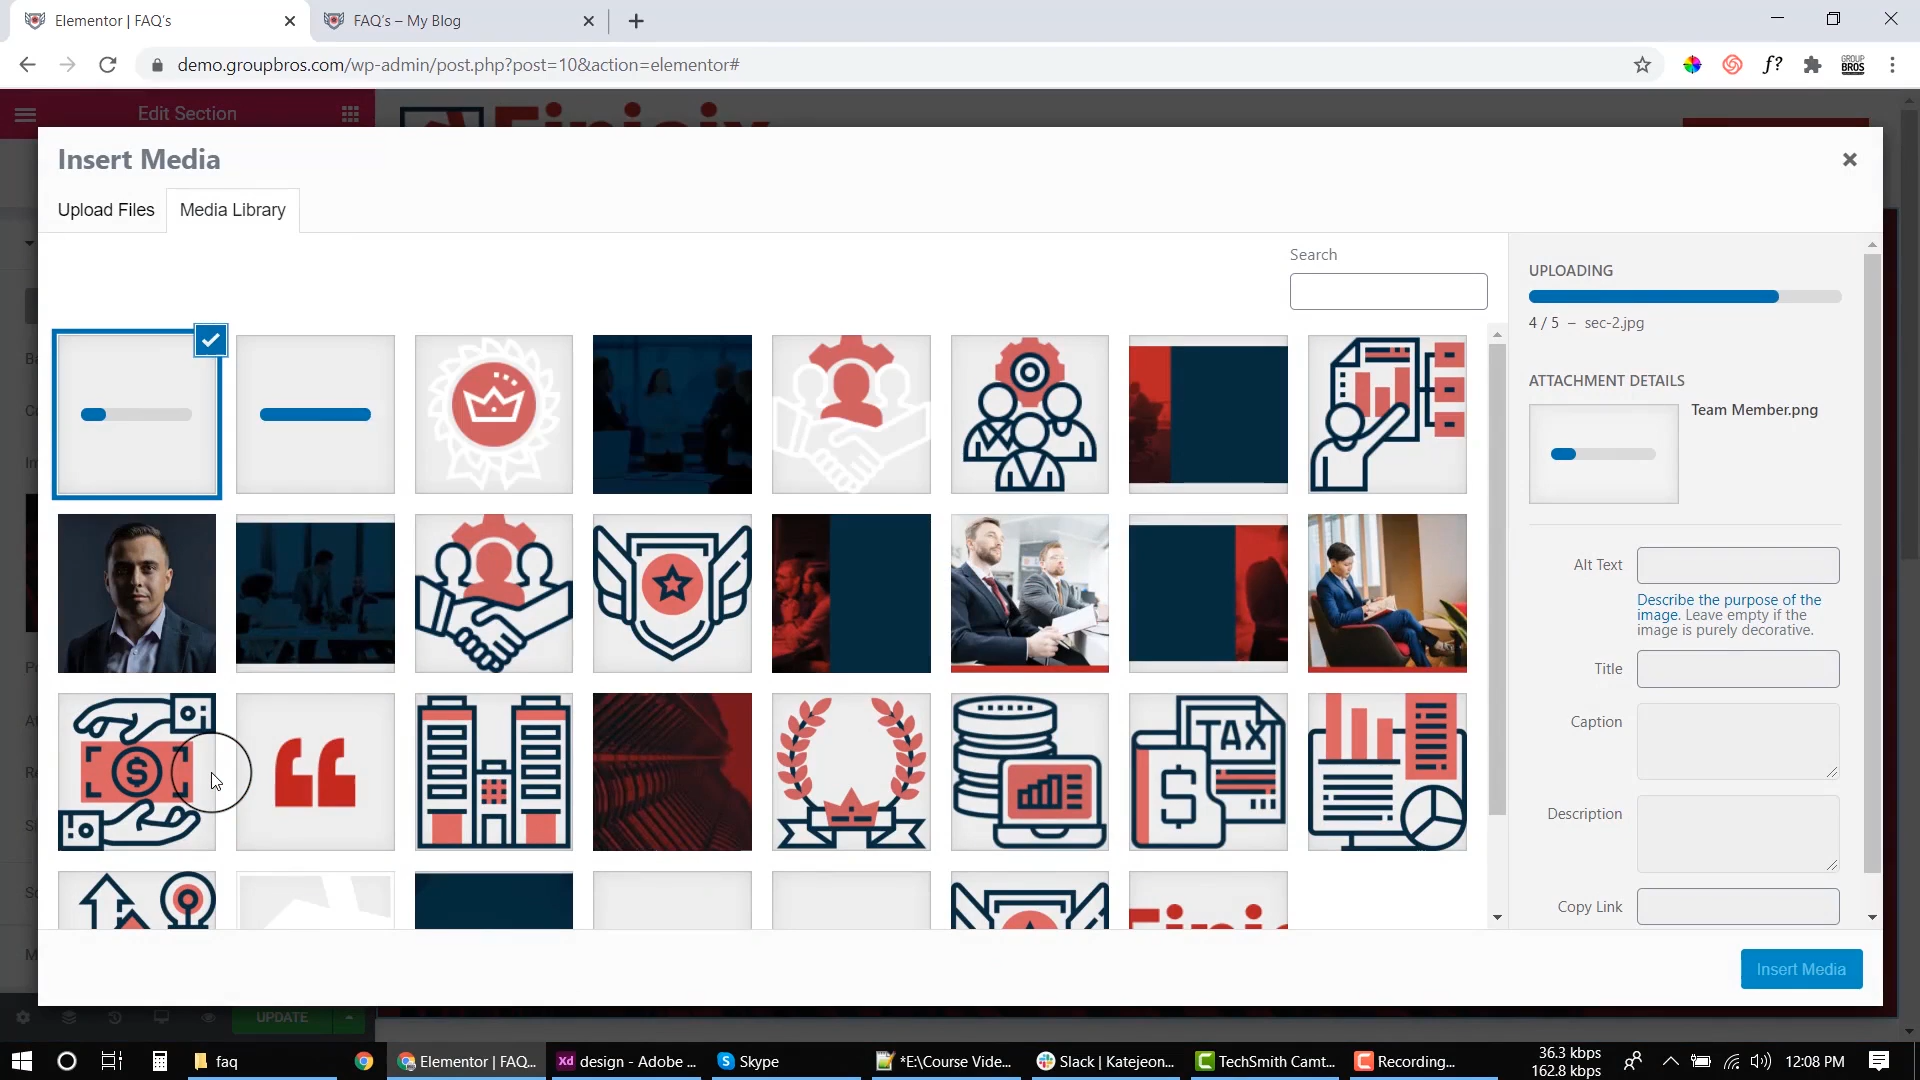 Elementor | FAQ's
FAQ's – My Blog
demo.groupbros.com/wp-admin/post.php?post=10&action=elementor#
f?
GROUP
BROS
Edit Section
Insert Media
Upload Files
Media Library
Search
UPLOADING
4 / 5 – sec-2.jpg
ATTACHMENT DETAILS
Team Member.png
Alt Text
Describe the purpose of the
image. Leave empty if the
image is purely decorative.
Title
Caption
TAX
Description
Copy Link
Insert Media
UPDATE
faq
Elementor | FAQ...
Xd
design - Adobe ...
Skype
*E:\Course Vide...
Slack | Katejeon...
TechSmith Camt...
Recording...
36.3 kbps
162.8 kbps
12:08 PM